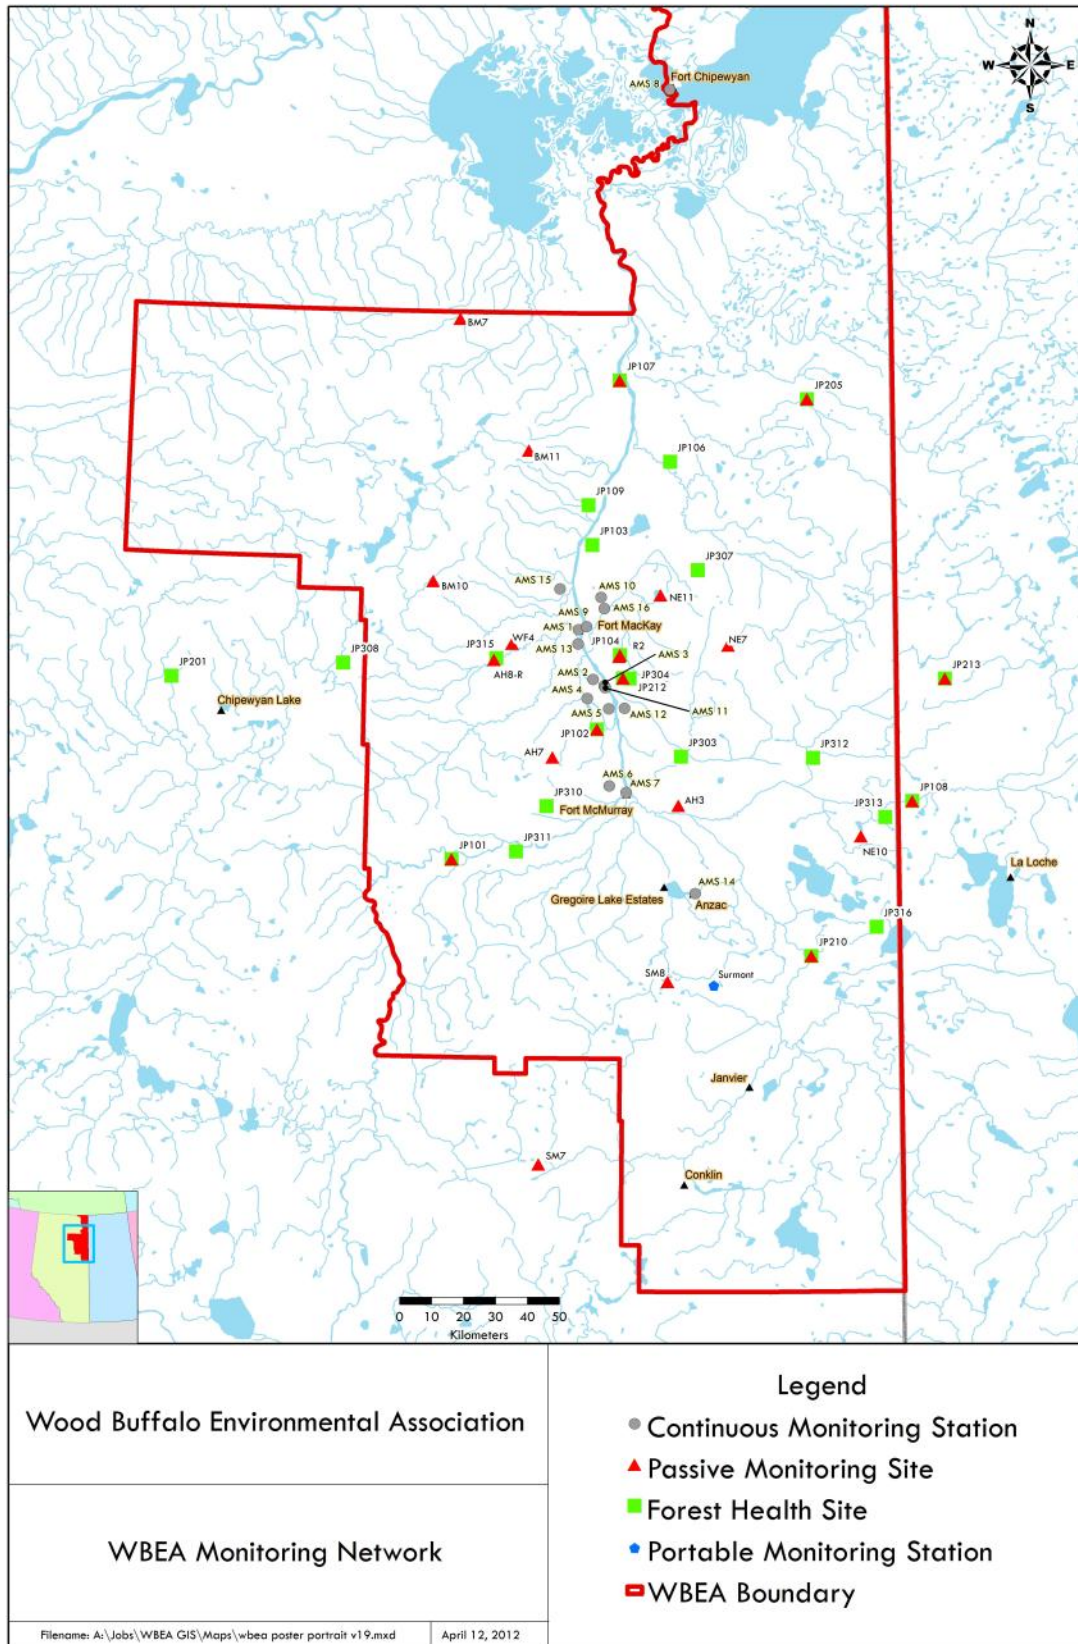 N
W E
S
AMS 8 Fort Chipewyan
BM7
JP107
JP205
BM11
JP106
JP109
JP103
JP307
BM10
AMS 15
AMS 10
NE11
AMS 16
AMS 9
AMS 1 Fort MacKay
WF4
JP315
AMS 13
JP104
R2
NE7
AMS 3
JP308
JP201
AH8-R
AMS 2
JP304
JP213
JP212
AMS 4
Chipewyan Lake
AMS 5
AMS 12
AMS 11
JP102
AH7
JP303
JP312
AMS 6
AMS 7
JP310
Fort McMurray
AH3
JP313
JP108
JP311
NE10
JP101
La Loche
Gregoire Lake Estates
AMS 14
Anzac
JP316
JP210
SM8
Surmont
Janvier
SM7
Conklin
0 10 20 30 40 50
Kilometers
Wood Buffalo Environmental Association
WBEA Monitoring Network
Filename: A:\Jobs\WBEA GIS\Maps\wbea poster portrait v19.mxd
April 12, 2012
Legend
Continuous Monitoring Station
Passive Monitoring Site
Forest Health Site
Portable Monitoring Station
WBEA Boundary